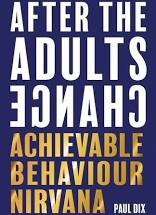 AFTER THE
ADULTS
CHANGE
ACHIEVABLE
BEHAVIOUR
NIRVANA
PAUL DIX